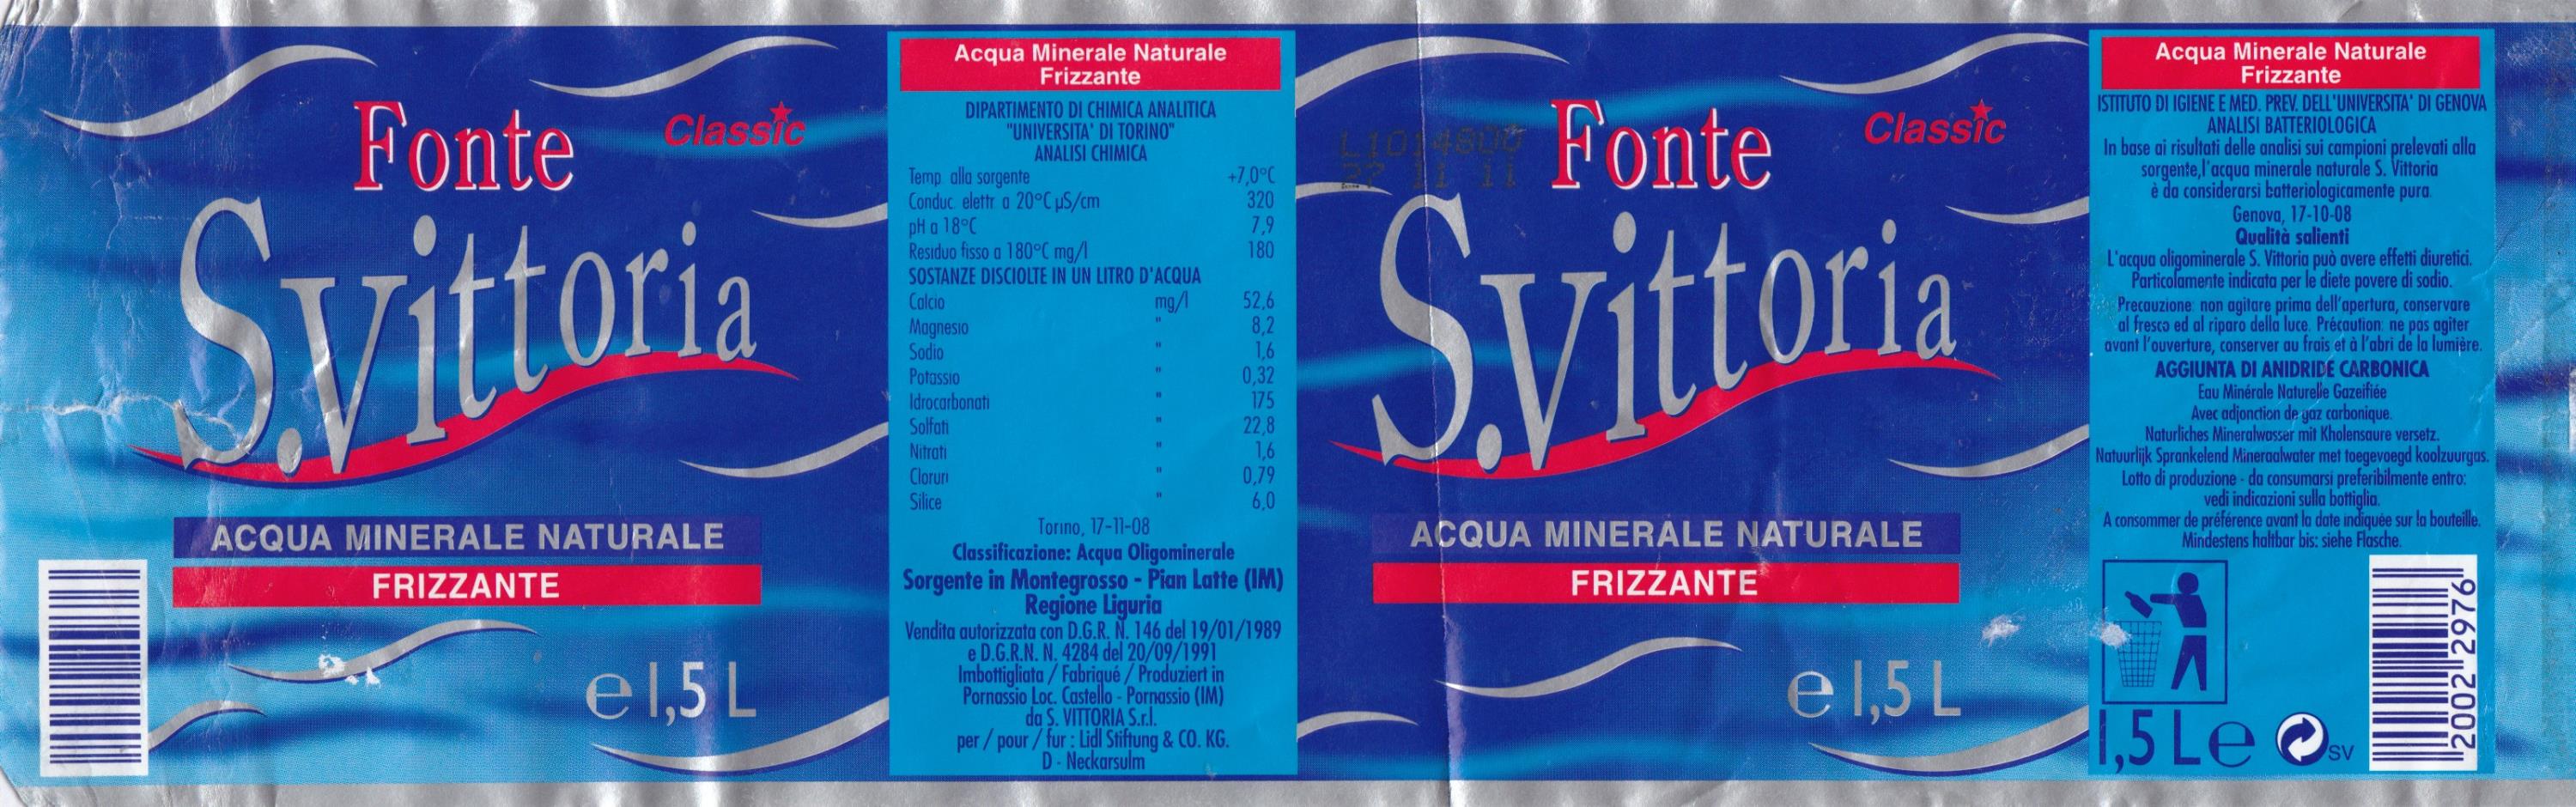 Fonte
Classic
S.Vittoria
ACQUA MINERALE NATURALE
FRIZZANTE
e 1,5 L
Acqua Minerale Naturale
Frizzante
DIPARTIMENTO DI CHIMICA ANALITICA
"UNIVERSITA' DI TORINO"
ANALISI CHIMICA
Temp. alla sorgente +7,0°C
Conduc. elettr a 20°C µS/cm 320
pH a 18°C 7,9
Residuo fisso a 180°C mg/l 180
SOSTANZE DISCIOLTE IN UN LITRO D'ACQUA
Calcio mg/l 52,6
Magnesio " 8,2
Sodio " 1,6
Potassio " 0,32
Idrocarbonati " 175
Solfati " 22,8
Nitrati " 1,6
Cloruri " 0,79
Silice " 6,0
Torino, 17-11-08
Classificazione: Acqua Oligominerale
Sorgente in Montegrosso - Pian Latte (IM)
Regione Liguria
Vendita autorizzata con D.G.R. N. 146 del 19/01/1989
e D.G.R.N. N. 4284 del 20/09/1991
Imbottigliata / Fabriqué / Produziert in
Pornassio Loc. Castello - Pornassio (IM)
da S. VITTORIA S.r.l.
per / pour / fur : Lidl Stiftung & CO. KG.
D - Neckarsulm
11 11
Fonte
Classic
S.Vittoria
ACQUA MINERALE NATURALE
FRIZZANTE
e 1,5 L
Acqua Minerale Naturale
Frizzante
ISTITUTO DI IGIENE E MED. PREV. DELL'UNIVERSITA' DI GENOVA
ANALISI BATTERIOLOGICA
In base ai risultati delle analisi sui campioni prelevati alla
sorgente,l'acqua minerale naturale S. Vittoria
è da considerarsi batteriologicamente pura.
Genova, 17-10-08
Qualità salienti
L'acqua oligominerale S. Vittoria può avere effetti diuretici.
Particolamente indicata per le diete povere di sodio.
Precauzione: non agitare prima dell'apertura, conservare
al fresco ed al riparo della luce. Précaution: ne pas agiter
avant l'ouverture, conserver au frais et à l'abri de la lumière.
AGGIUNTA DI ANIDRIDE CARBONICA
Eau Minérale Naturelle Gazeifiée
Avec adjonction de gaz carbonique.
Naturliches Mineralwasser mit Kholensaure versetz.
Natuurlijk Sprankelend Mineraalwater met toegevoegd koolzuurgas.
Lotto di produzione - da consumarsi preferibilmente entro:
vedi indicazioni sulla bottiglia.
A consommer de préférence avant la date indiquée sur la bouteille.
Mindestens haltbar bis: siehe Flasche.
1,5 L e
SV
20022976